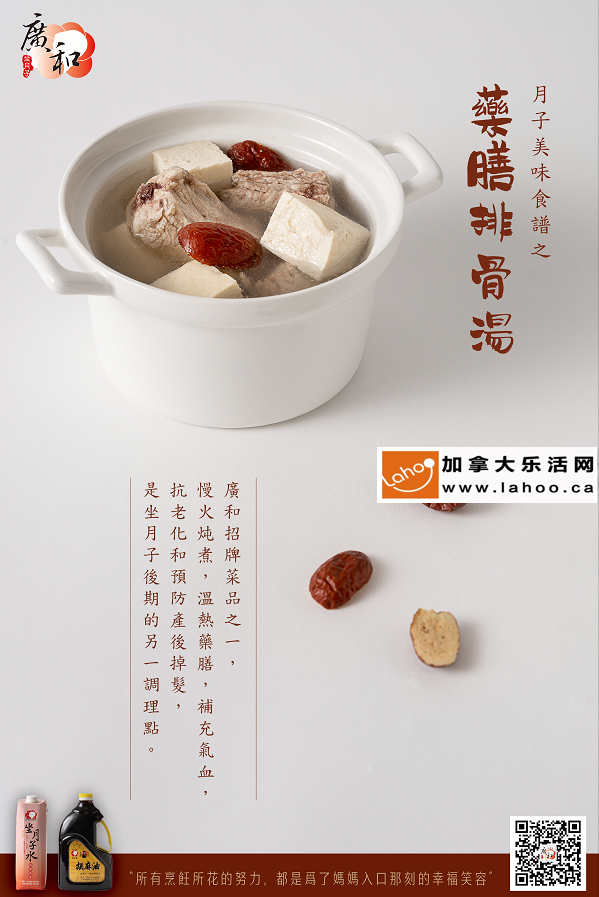 廣和
坐月子
月子美味食譜之
藥膳排骨湯
加拿大乐活网
Lahoo
www.lahoo.ca
廣和招牌菜品之一，
慢火炖煮，溫熱藥膳，補充氣血，
抗老化和預防產後掉髮，
是坐月子後期的另一調理點。
坐月子水
胡麻油
“所有烹飪所花的努力，都是爲了媽媽入口那刻的幸福笑容”